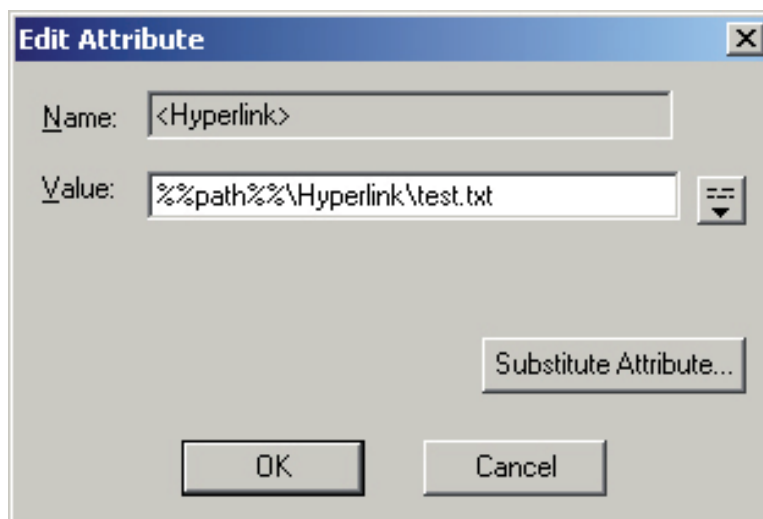 Edit Attribute
Name: <Hyperlink>
Value: %%path%%\Hyperlink\test.txt
Substitute Attribute...
OK Cancel